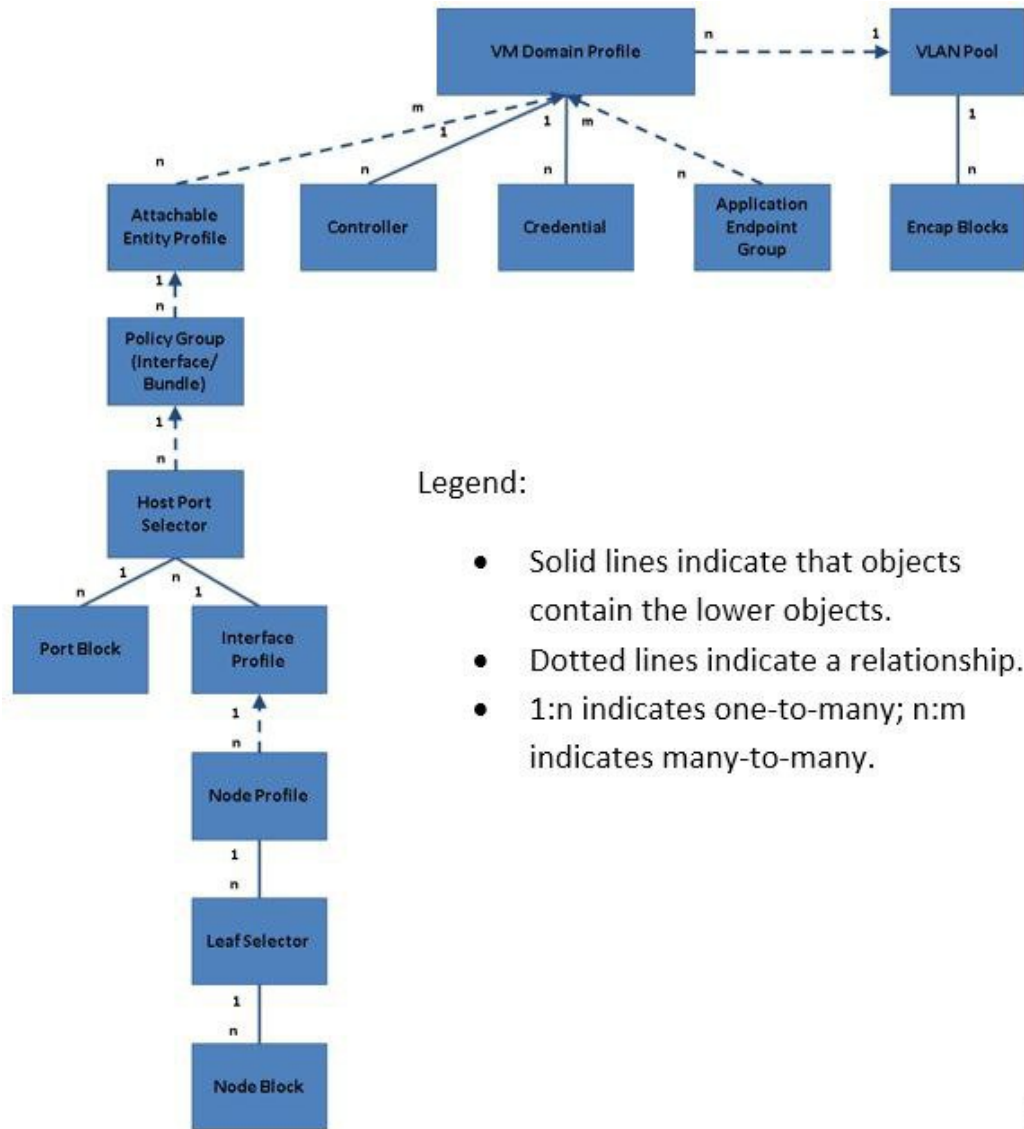 VM Domain Profile
n
1
VLAN Pool
m
1
1
m
1
n
n
n
n
n
Attachable
Entity Profile
Controller
Credential
Application
Endpoint
Group
Encap Blocks
1
n
Policy Group
(Interface/
Bundle)
1
n
Host Port
Selector
Legend:
1
n
n
1
Port Block
Interface
Profile
• Solid lines indicate that objects
contain the lower objects.
• Dotted lines indicate a relationship.
• 1:n indicates one-to-many; n:m
indicates many-to-many.
1
n
Node Profile
1
n
Leaf Selector
1
n
Node Block